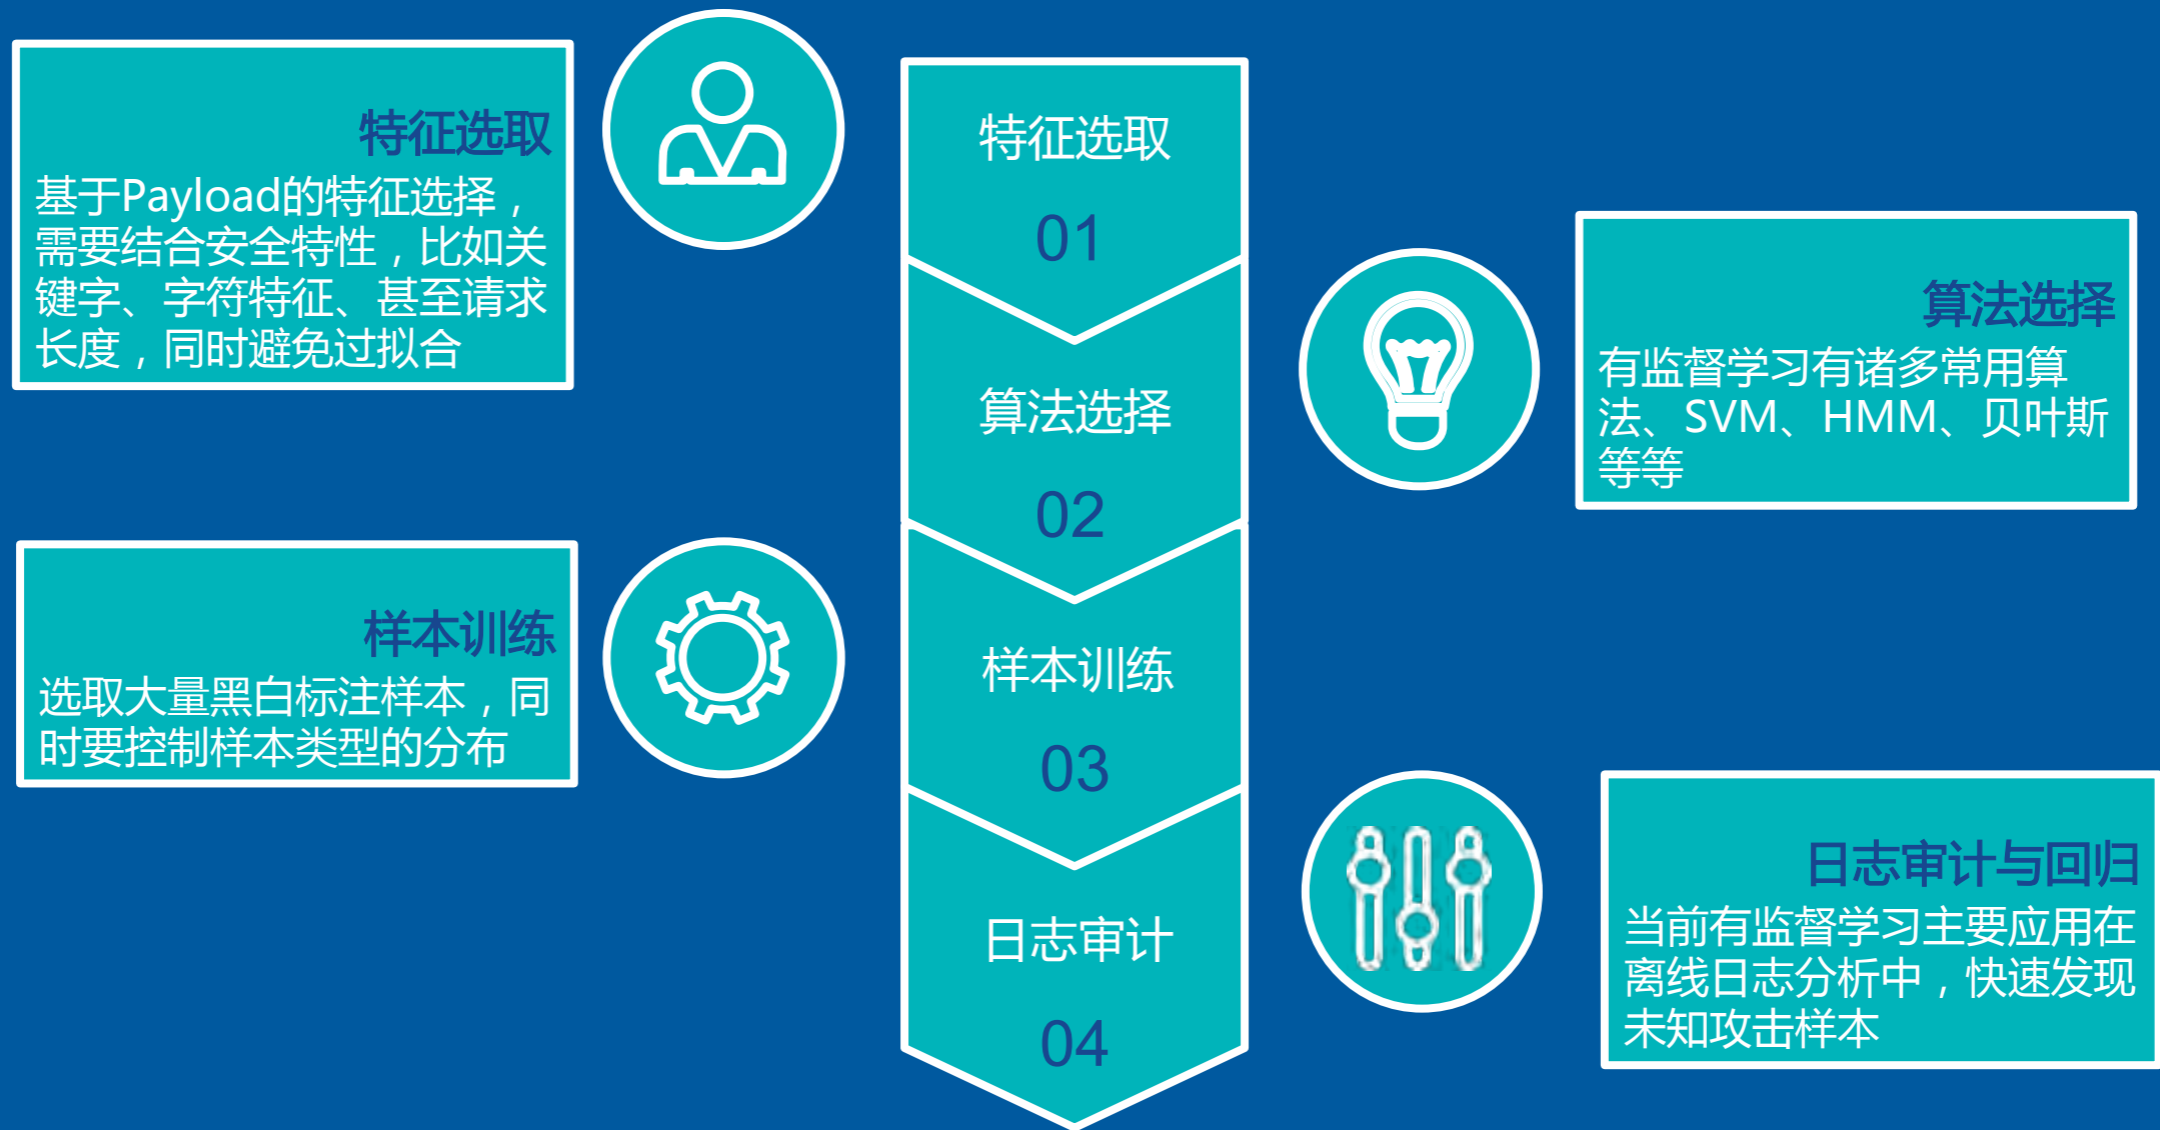 特征选取
基于Payload的特征选择，
需要结合安全特性，比如关
键字、字符特征、甚至请求
长度，同时避免过拟合
特征选取
01
算法选择
有监督学习有诸多常用算
法、SVM、HMM、贝叶斯
等等
算法选择
02
样本训练
选取大量黑白标注样本，同
时要控制样本类型的分布
样本训练
03
日志审计与回归
当前有监督学习主要应用在
离线日志分析中，快速发现
未知攻击样本
日志审计
04